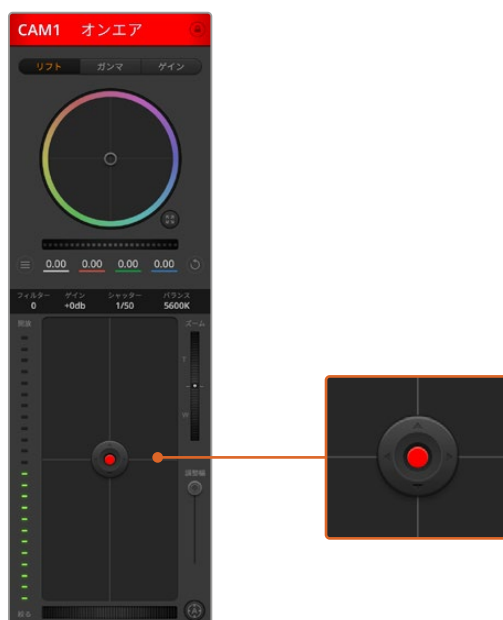 CAM1 オンエア
リフト ガンマ ゲイン
0.00 0.00 0.00 0.00
フィルター ゲイン シャッター バランス
0 +0db 1/50 5600K
開放 ズーム
T
W
調整幅
絞る
A